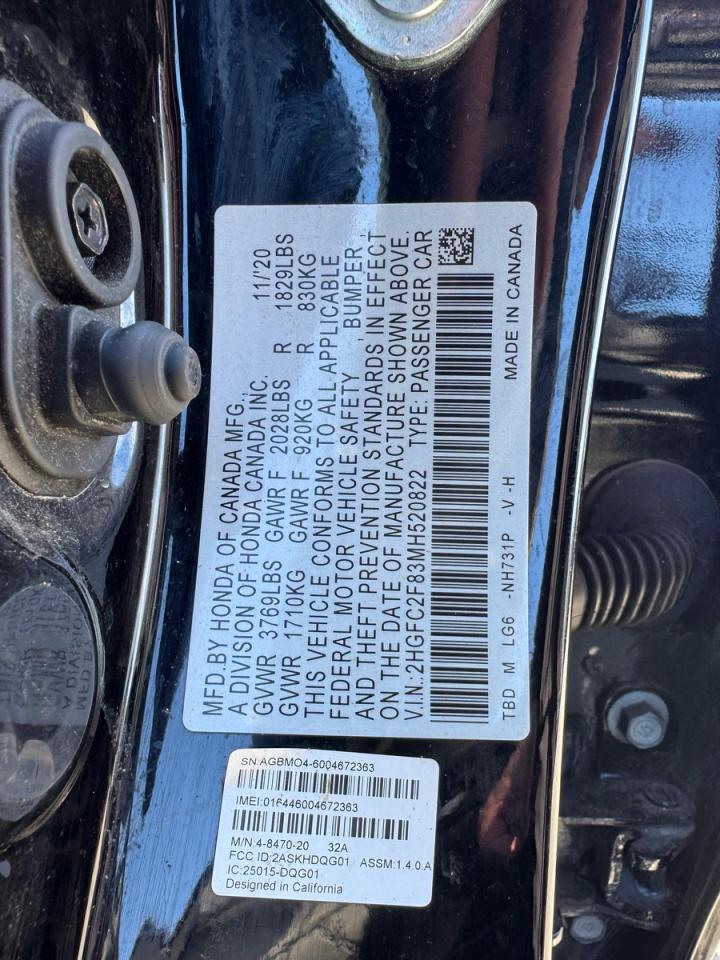 MFD.BY HONDA OF CANADA MFG.,
A DIVISION OF HONDA CANADA INC. 11/'20
GVWR 3769LBS GAWR F 2028LBS R 1829LBS
GVWR 1710KG GAWR F 920KG R 830KG
THIS VEHICLE CONFORMS TO ALL APPLICABLE
FEDERAL MOTOR VEHICLE SAFETY , BUMPER ,
AND THEFT PREVENTION STANDARDS IN EFFECT
ON THE DATE OF MANUFACTURE SHOWN ABOVE.
V.I.N.:2HGFC2F83MH520822 TYPE: PASSENGER CAR
TBD M LG6 -NH731P -V -H MADE IN CANADA
SN:AGBMO4-6004672363
IMEI:016446004672363
M/N:4-8470-20 32A
FCC ID:2ASKHDQG01 ASSM:1.4.0.A
IC:25015-DQG01
Designed in California